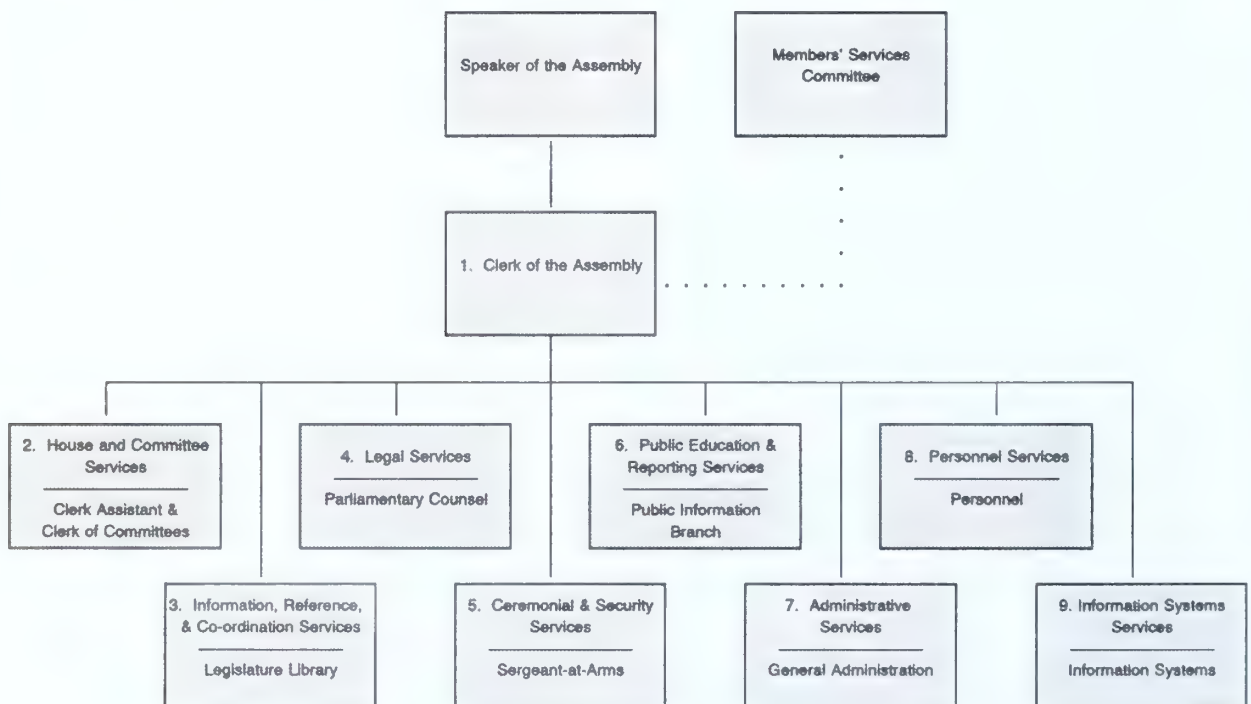 Speaker of the Assembly
Members' Services
Committee
1. Clerk of the Assembly
2. House and Committee
Services
Clerk Assistant &
Clerk of Committees
4. Legal Services
Parliamentary Counsel
6. Public Education &
Reporting Services
Public Information
Branch
8. Personnel Services
Personnel
3. Information, Reference,
& Co-ordination Services
Legislature Library
5. Ceremonial & Security
Services
Sergeant-at-Arms
7. Administrative
Services
General Administration
9. Information Systems
Services
Information Systems